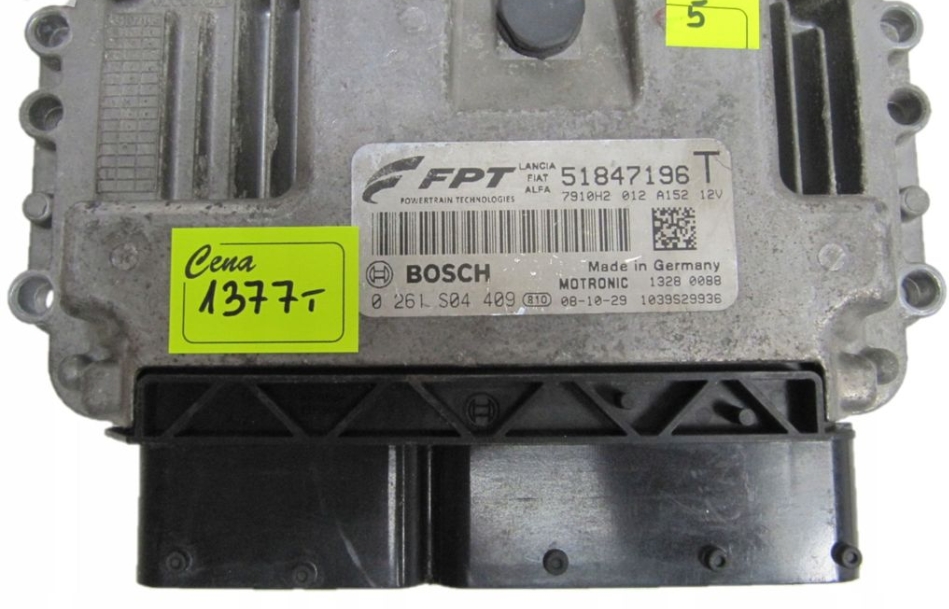 5
FPT
POWERTRAIN TECHNOLOGIES
LANCIA
FIAT
ALFA
51847196 T
7910H2 012 A152 12V
Cena
1377,-
BOSCH
Made in Germany
MOTRONIC 1328 0088
0 261 S04 409 810 08-10-29 1039S29936